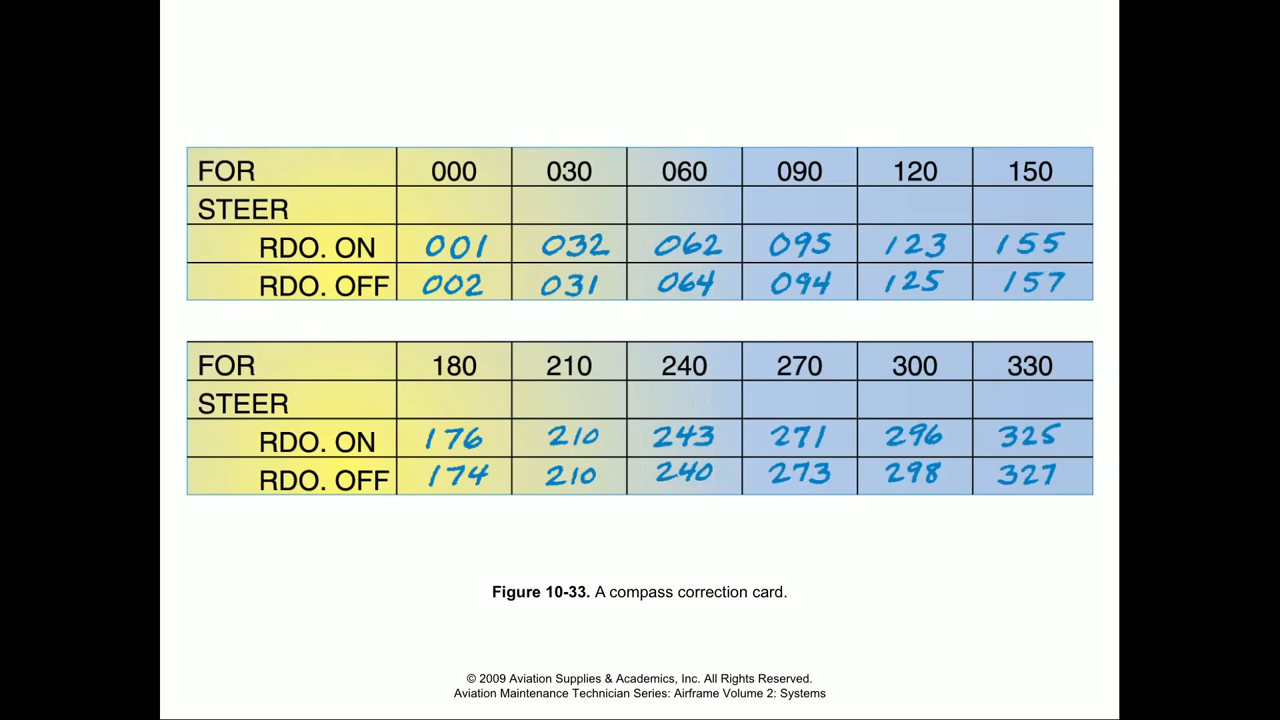 FOR 000 030 060 090 120 150
STEER
RDO. ON 001 032 062 095 123 155
RDO. OFF 002 031 064 094 125 157
FOR 180 210 240 270 300 330
STEER
RDO. ON 176 210 243 271 296 325
RDO. OFF 174 210 240 273 298 327
Figure 10-33. A compass correction card.
© 2009 Aviation Supplies & Academics, Inc. All Rights Reserved.
Aviation Maintenance Technician Series: Airframe Volume 2: Systems